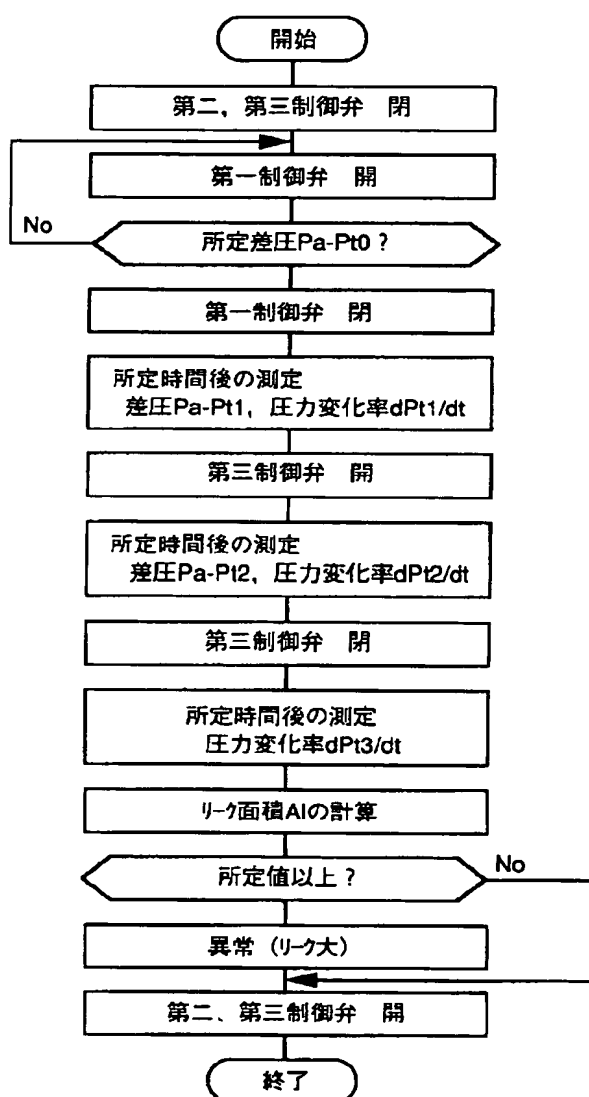 開始
第二，第三制御弁　閉
第一制御弁　開
No
所定差圧Pa-Pt0？
第一制御弁　閉
所定時間後の測定
差圧Pa-Pt1，圧力変化率dPt1/dt
第三制御弁　開
所定時間後の測定
差圧Pa-Pt2，圧力変化率dPt2/dt
第三制御弁　閉
所定時間後の測定
圧力変化率dPt3/dt
ﾘｰｸ面積Alの計算
所定値以上？
No
異常（ﾘｰｸ大）
第二、第三制御弁　開
終了